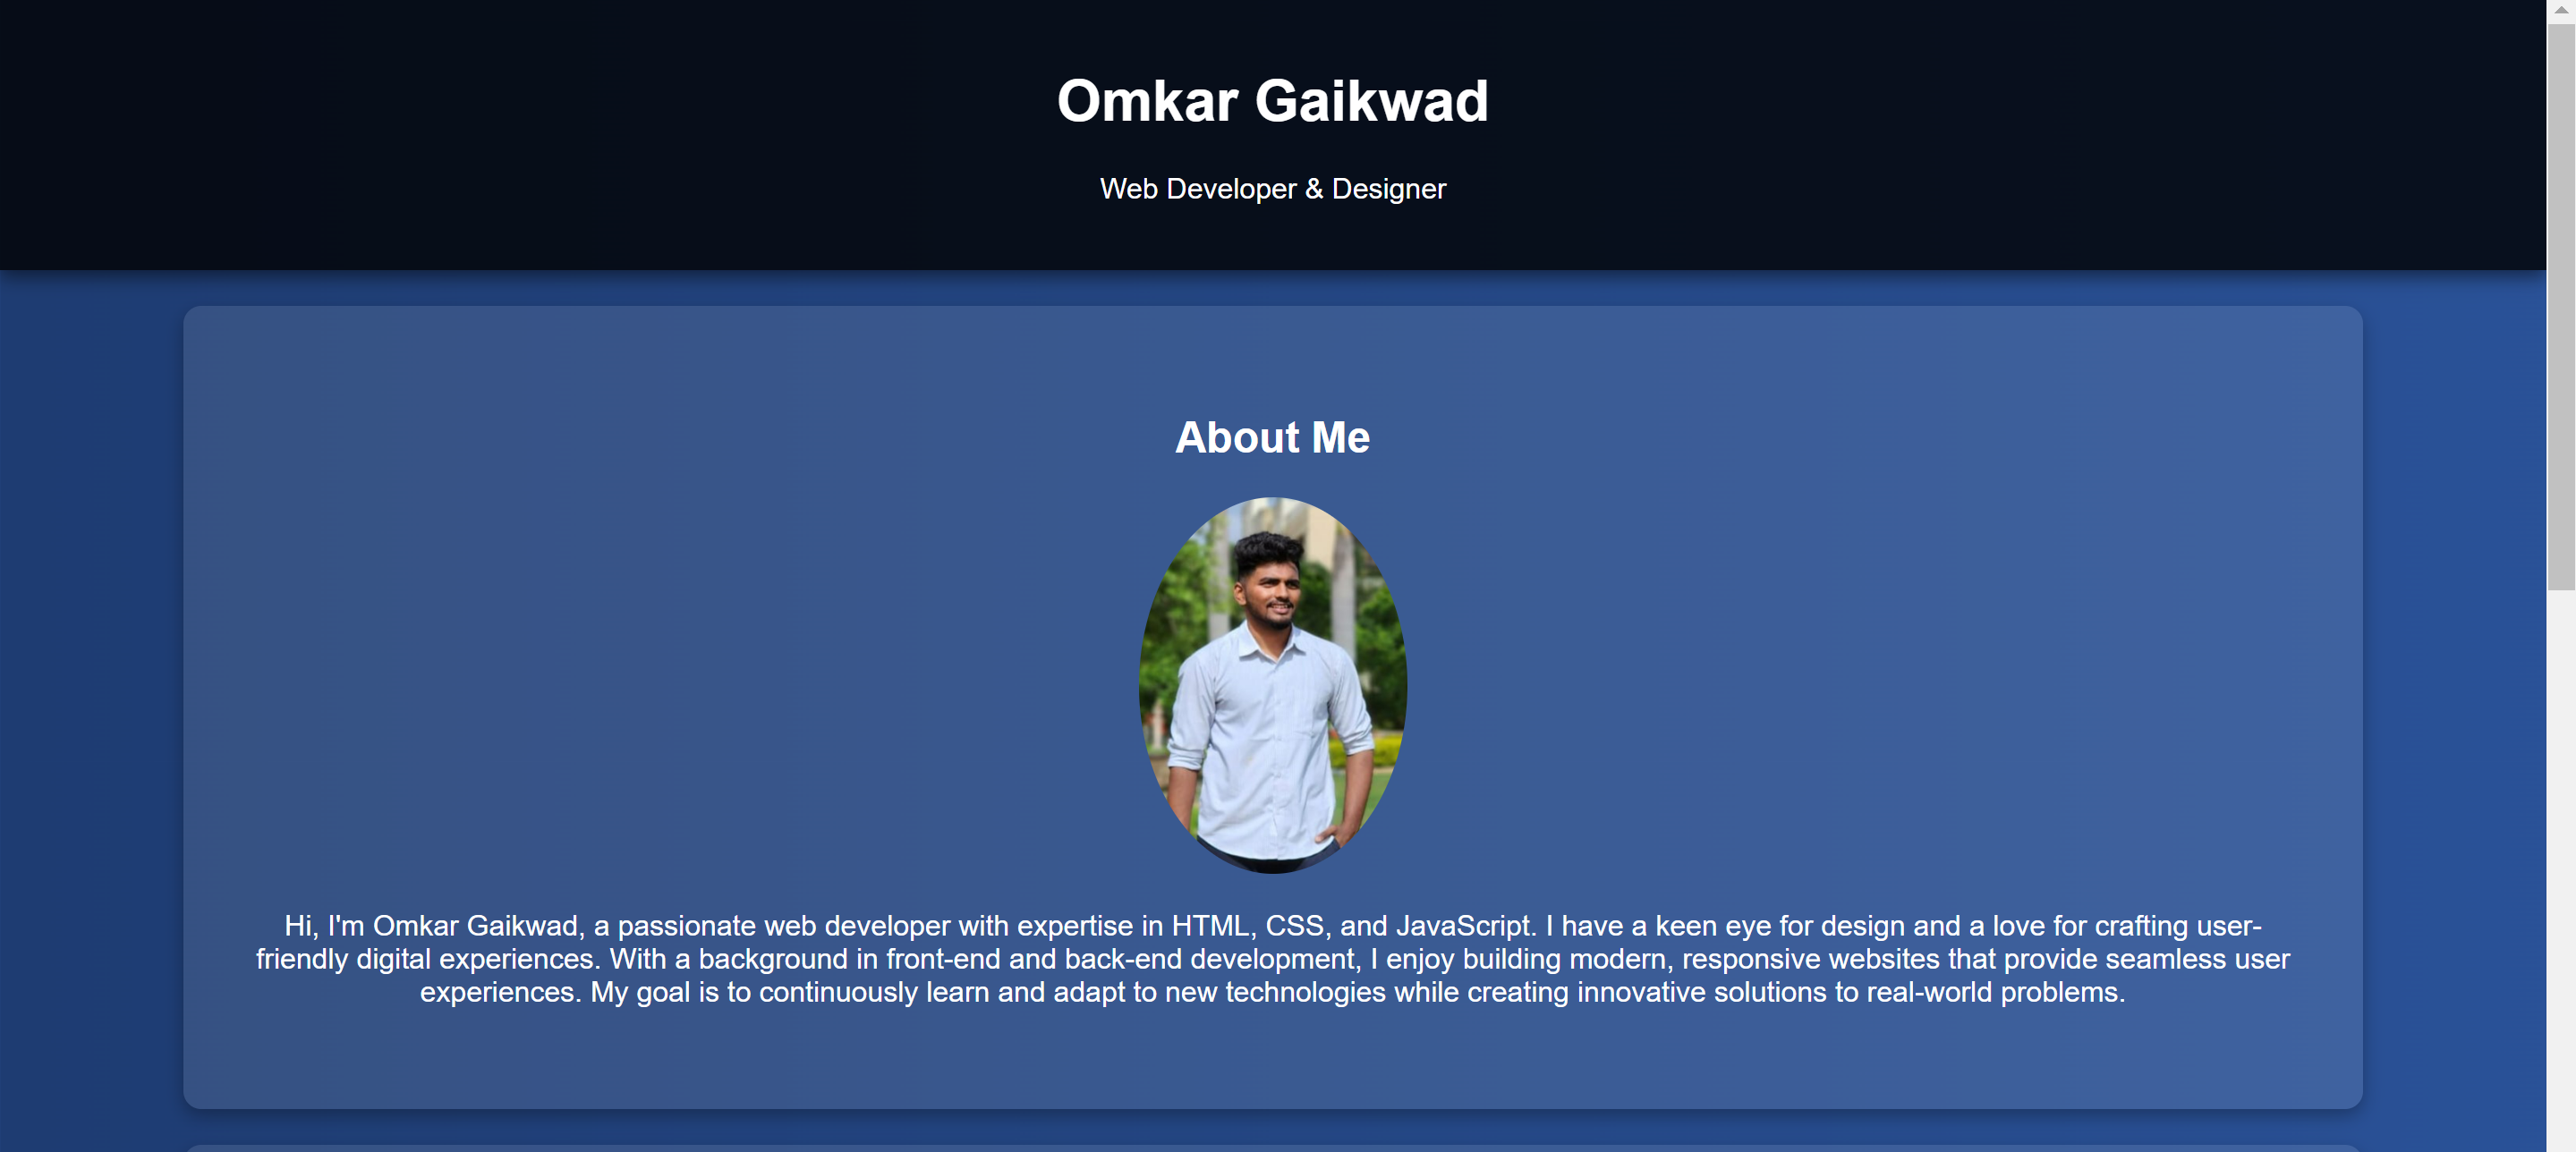 Omkar Gaikwad
Web Developer & Designer
About Me
Hi, I'm Omkar Gaikwad, a passionate web developer with expertise in HTML, CSS, and JavaScript. I have a keen eye for design and a love for crafting user-
friendly digital experiences. With a background in front-end and back-end development, I enjoy building modern, responsive websites that provide seamless user
experiences. My goal is to continuously learn and adapt to new technologies while creating innovative solutions to real-world problems.